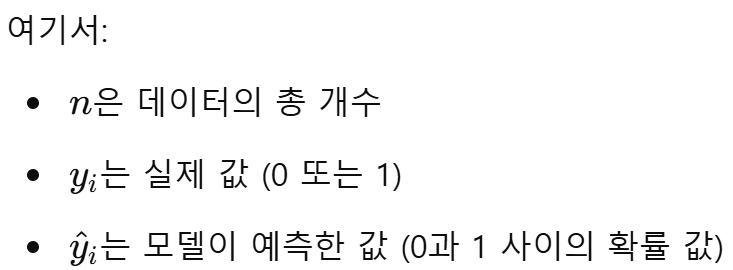 여기서:
• n은 데이터의 총 개수
• yᵢ는 실제 값 (0 또는 1)
• ŷᵢ는 모델이 예측한 값 (0과 1 사이의 확률 값)